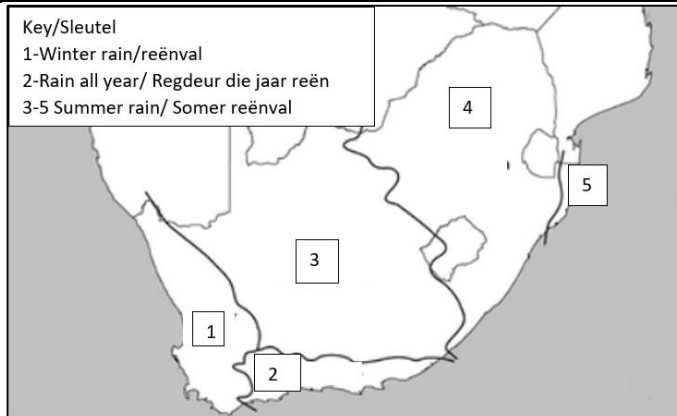 Key/Sleutel
1-Winter rain/reënval
2-Rain all year/ Regdeur die jaar reën
3-5 Summer rain/ Somer reënval
4
5
3
1
2